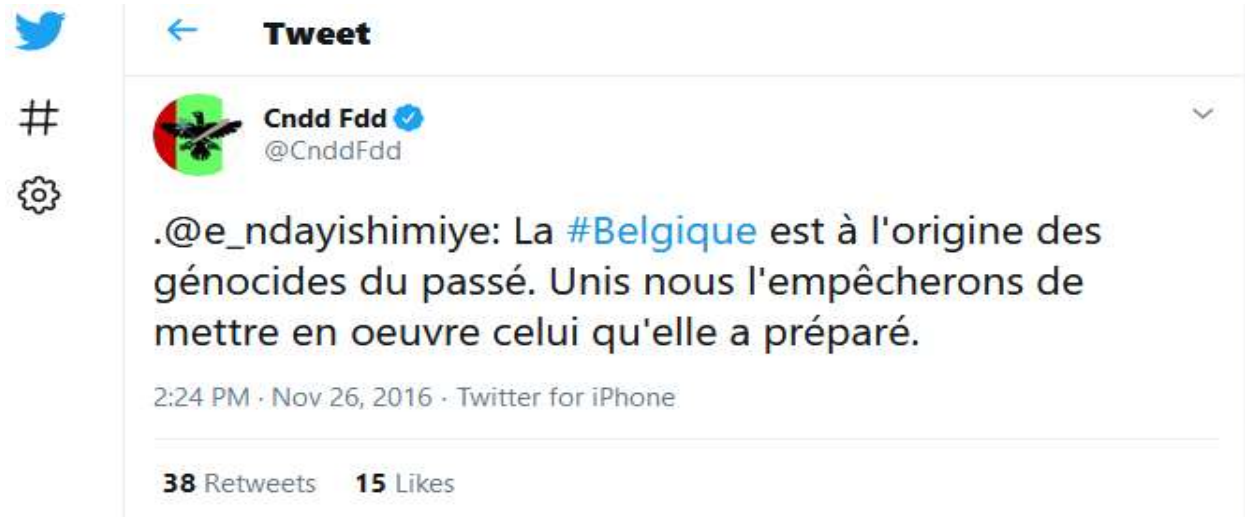 Tweet
Cndd Fdd
@CnddFdd
.@e_ndayishimiye: La #Belgique est à l'origine des
génocides du passé. Unis nous l'empêcherons de
mettre en oeuvre celui qu'elle a préparé.
2:24 PM · Nov 26, 2016 · Twitter for iPhone
38 Retweets 15 Likes